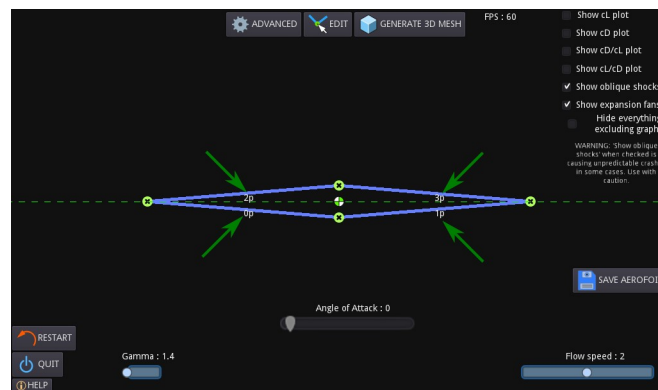 ADVANCED
EDIT
GENERATE 3D MESH
FPS : 60
Show cL plot
Show cD plot
Show cD/cL plot
Show cL/cD plot
Show oblique shocks
Show expansion fans
Hide everything
excluding graph
WARNING: 'Show oblique
shocks' when checked is
causing unpredictable crash
in some cases. Use with
caution.
2p
3p
0p
1p
SAVE AEROFOI
Angle of Attack : 0
RESTART
QUIT
HELP
Gamma : 1.4
Flow speed : 2